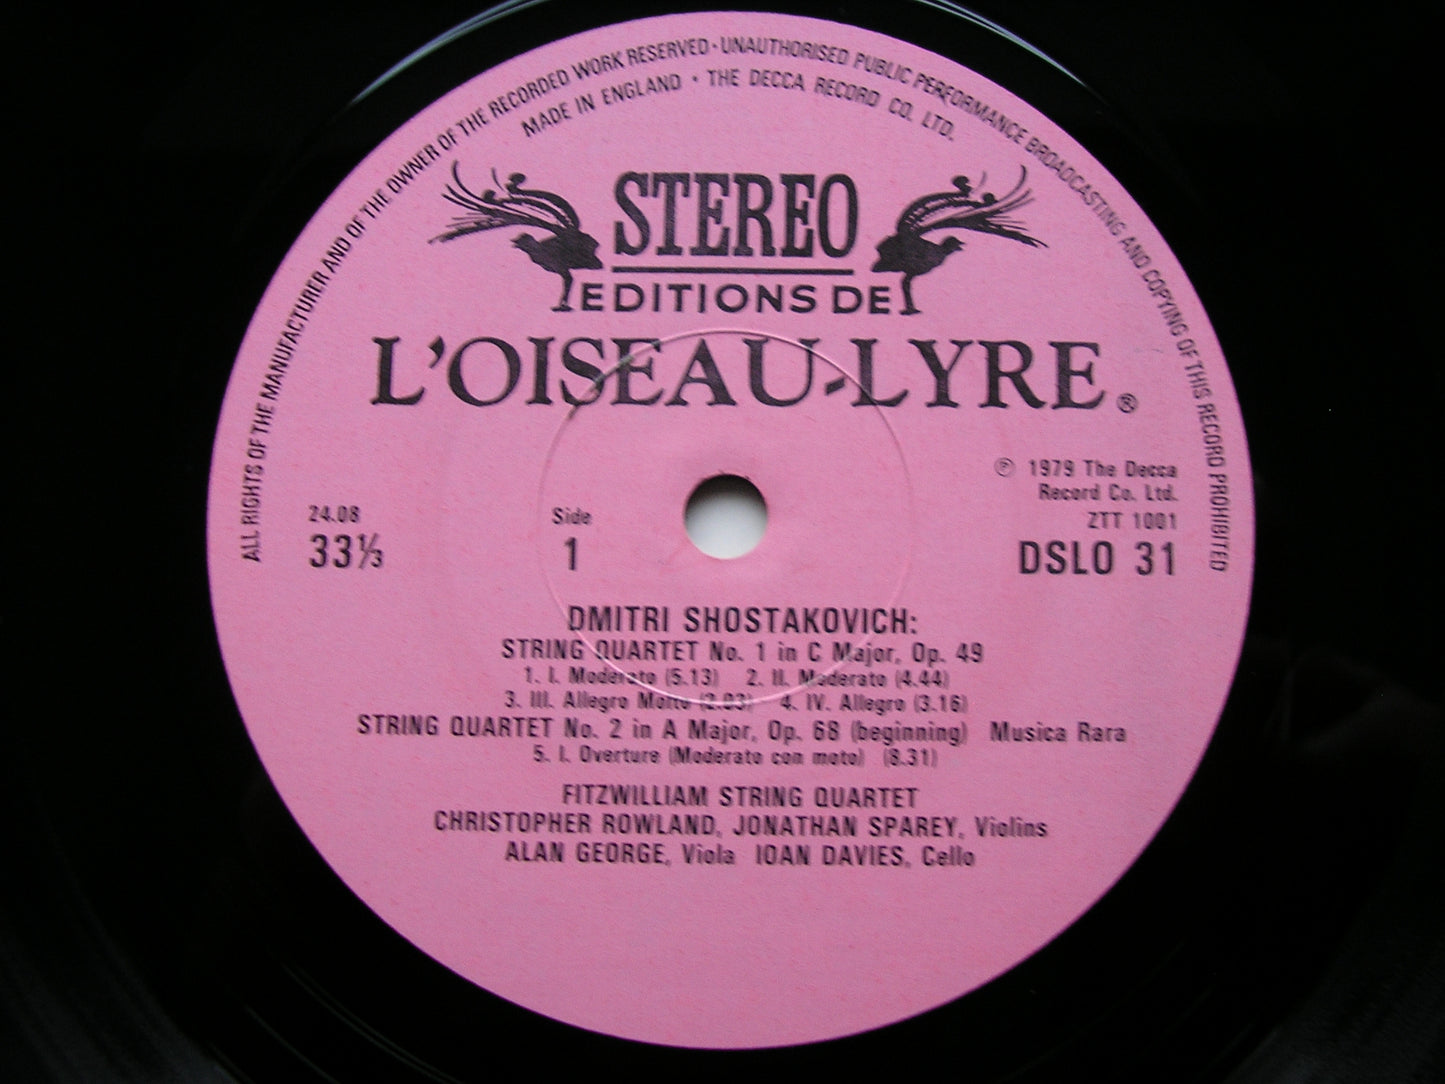 ALL RIGHTS OF THE MANUFACTURER AND OF THE OWNER OF THE RECORDED WORK RESERVED · UNAUTHORISED PUBLIC PERFORMANCE BROADCASTING AND COPYING OF THIS RECORD PROHIBITED
MADE IN ENGLAND · THE DECCA RECORD CO. LTD.
STEREO
EDITIONS DE
L'OISEAU-LYRE ®
℗ 1979 The Decca
Record Co. Ltd.
24.08 Side ZTT 1001
33⅓ 1 DSLO 31
DMITRI SHOSTAKOVICH:
STRING QUARTET No. 1 in C Major, Op. 49
1. I. Moderato (5.13) 2. II. Moderato (4.44)
3. III. Allegro Molto (2.03) 4. IV. Allegro (3.16)
STRING QUARTET No. 2 in A Major, Op. 68 (beginning) Musica Rara
5. I. Overture (Moderato con moto) (8.31)
FITZWILLIAM STRING QUARTET
CHRISTOPHER ROWLAND, JONATHAN SPAREY, Violins
ALAN GEORGE, Viola IOAN DAVIES, Cello